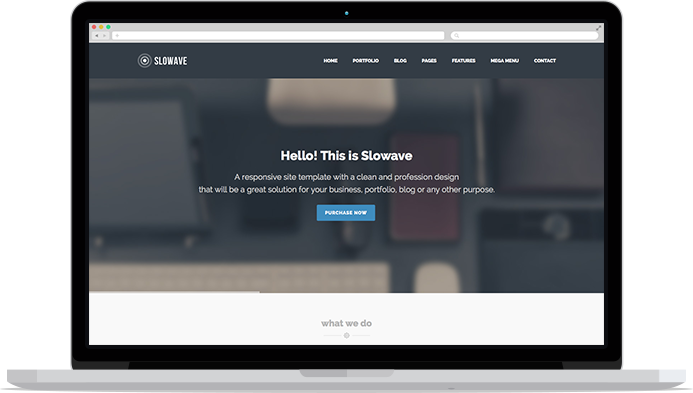 SLOWAVE
HOME PORTFOLIO BLOG PAGES FEATURES MEGA MENU CONTACT
Hello! This is Slowave
A responsive site template with a clean and profession design
that will be a great solution for your business, portfolio, blog or any other purpose.
PURCHASE NOW
what we do